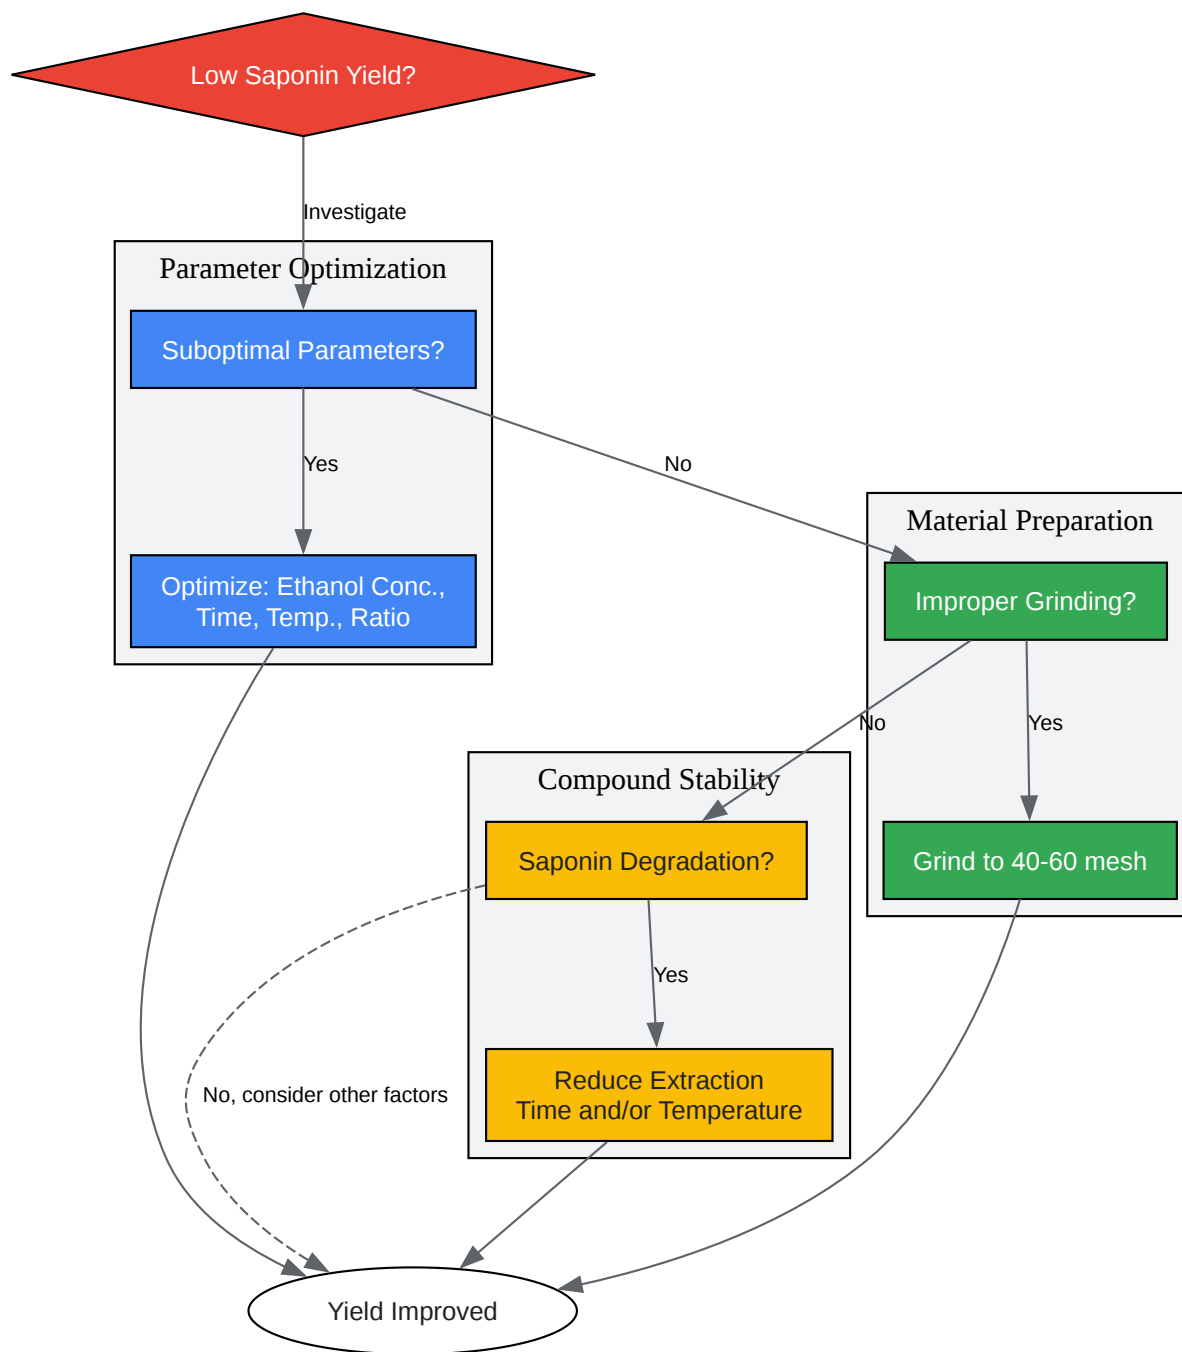 Low Saponin Yield?
Investigate
Parameter Optimization
Suboptimal Parameters?
Yes
No
Optimize: Ethanol Conc.,
Time, Temp., Ratio
Material Preparation
Improper Grinding?
No
Yes
Grind to 40-60 mesh
Compound Stability
Saponin Degradation?
Yes
No, consider other factors
Reduce Extraction
Time and/or Temperature
Yield Improved